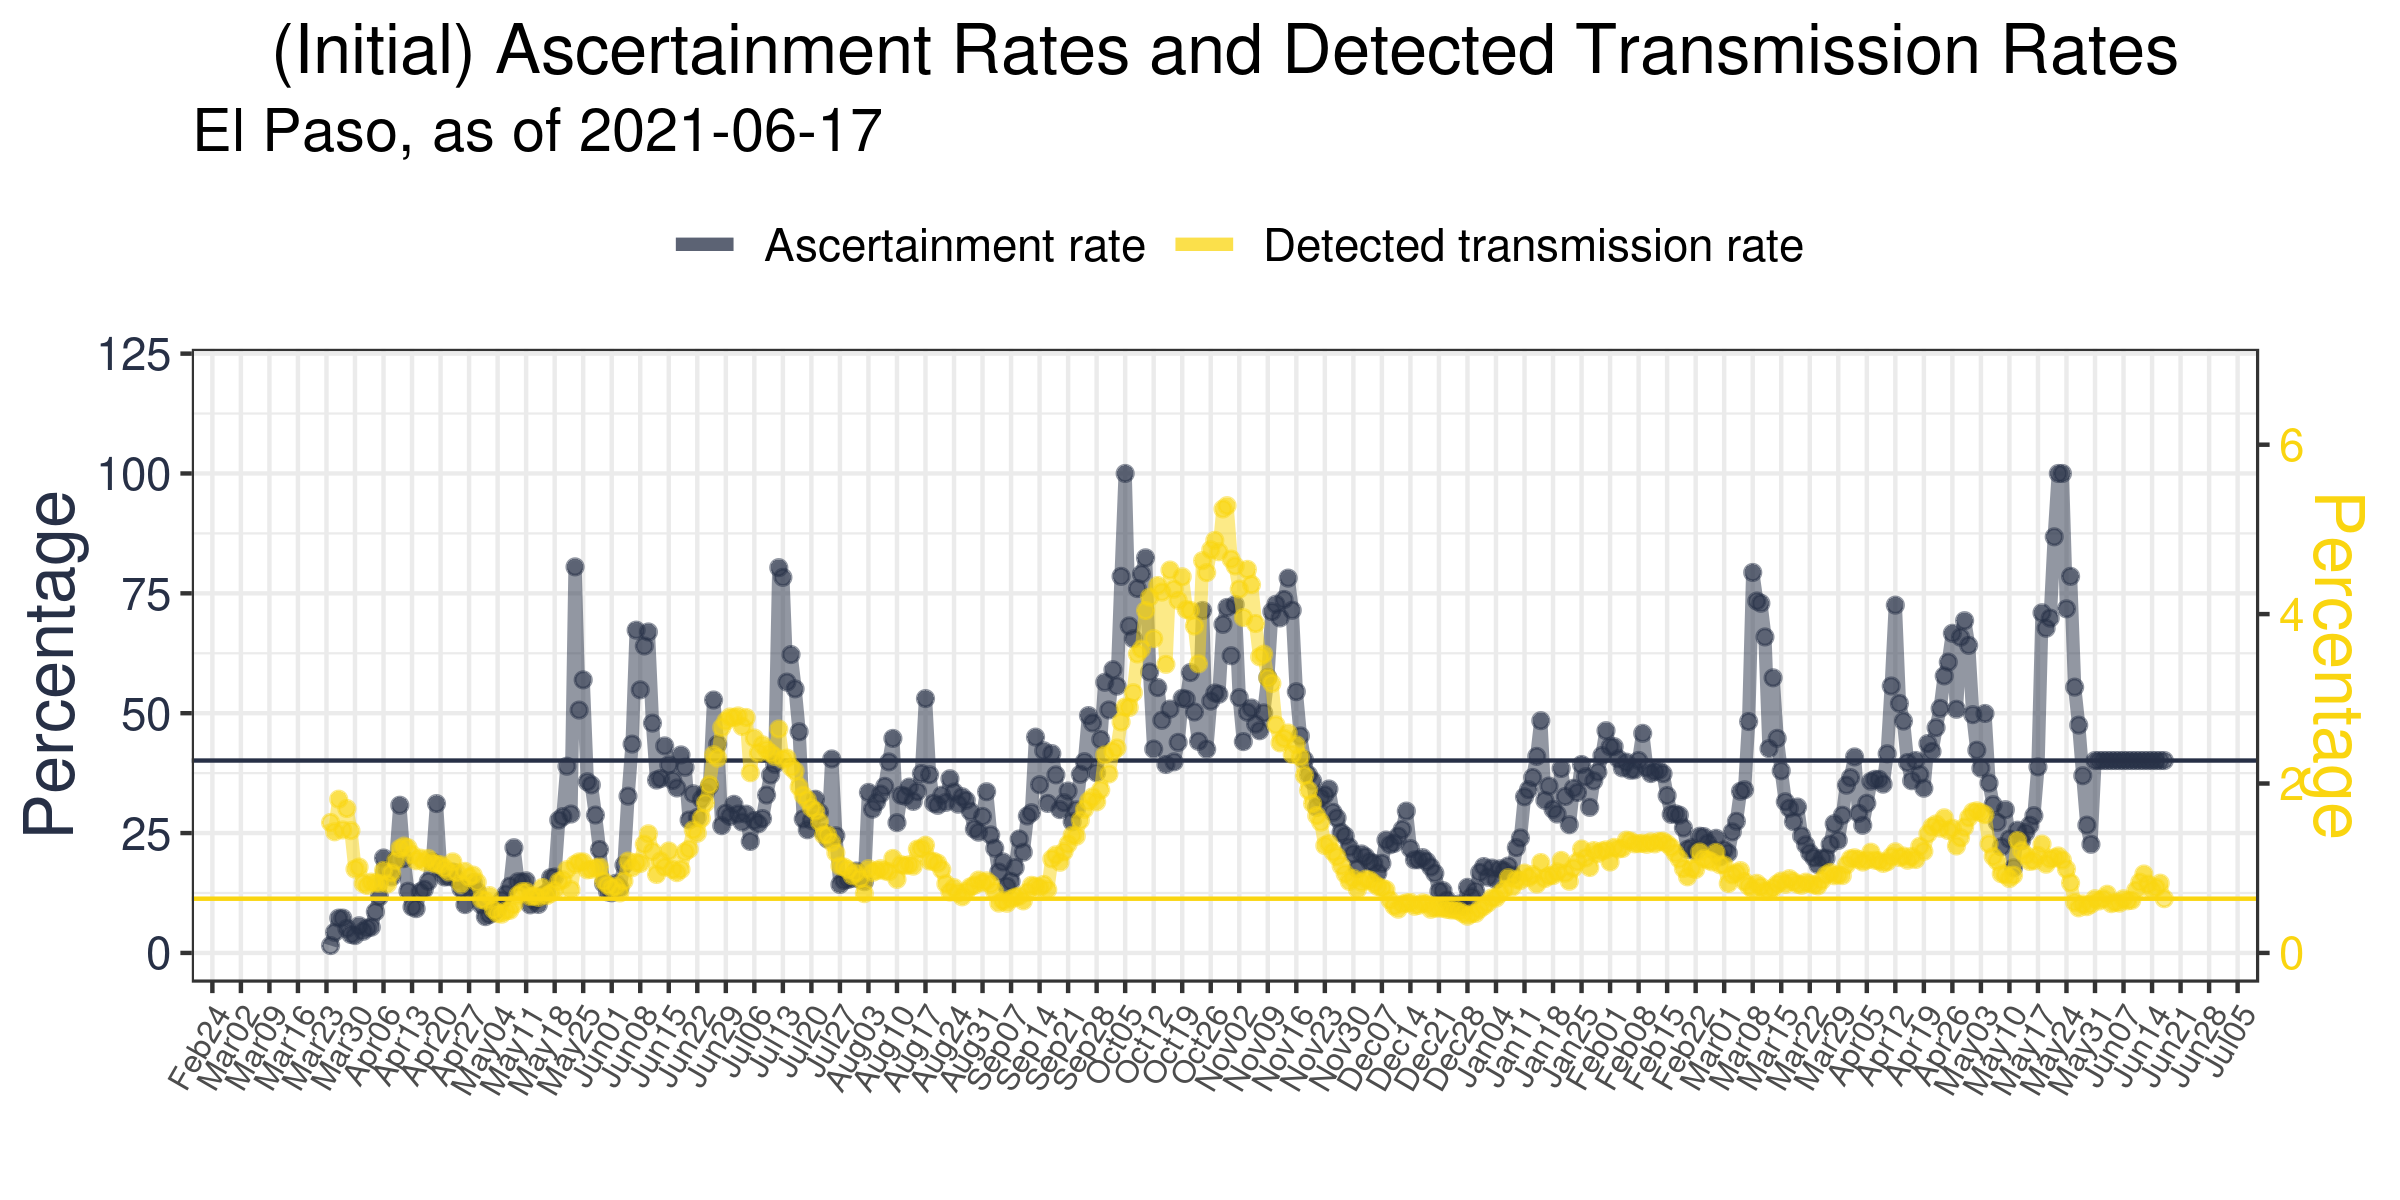 (Initial) Ascertainment Rates and Detected Transmission Rates
El Paso, as of 2021-06-17
Ascertainment rate
Detected transmission rate
Percentage
125
100
75
50
25
0
6
4
2
0
Percentage
Feb24
Mar02
Mar09
Mar16
Mar23
Mar30
Apr06
Apr13
Apr20
Apr27
May04
May11
May18
May25
Jun01
Jun08
Jun15
Jun22
Jun29
Jul06
Jul13
Jul20
Jul27
Aug03
Aug10
Aug17
Aug24
Aug31
Sep07
Sep14
Sep21
Sep28
Oct05
Oct12
Oct19
Oct26
Nov02
Nov09
Nov16
Nov23
Nov30
Dec07
Dec14
Dec21
Dec28
Jan04
Jan11
Jan18
Jan25
Feb01
Feb08
Feb15
Feb22
Mar01
Mar08
Mar15
Mar22
Mar29
Apr05
Apr12
Apr19
Apr26
May03
May10
May17
May24
May31
Jun07
Jun14
Jun21
Jun28
Jul05